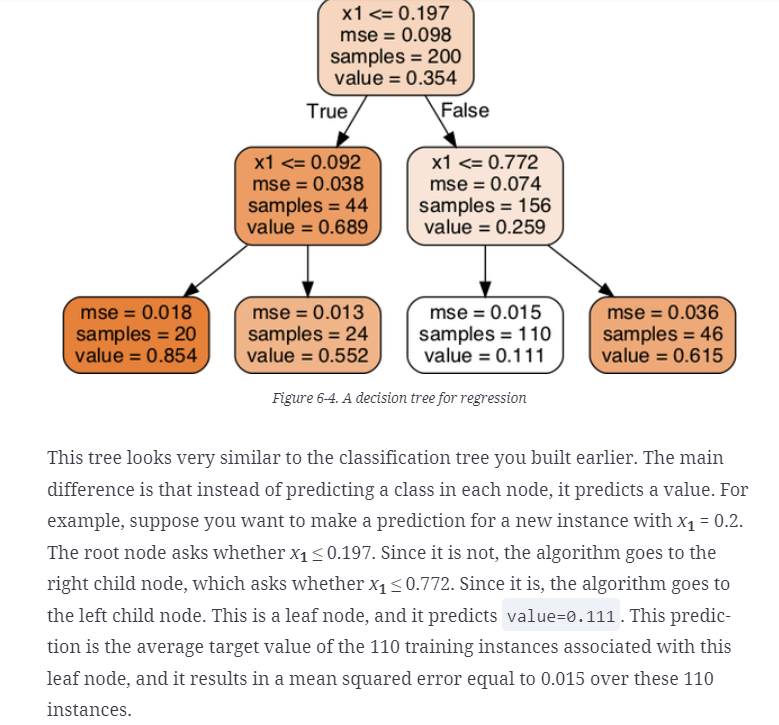 x1 <= 0.197
mse = 0.098
samples = 200
value = 0.354
True
False
x1 <= 0.092
mse = 0.038
samples = 44
value = 0.689
x1 <= 0.772
mse = 0.074
samples = 156
value = 0.259
mse = 0.018
samples = 20
value = 0.854
mse = 0.013
samples = 24
value = 0.552
mse = 0.015
samples = 110
value = 0.111
mse = 0.036
samples = 46
value = 0.615
Figure 6-4. A decision tree for regression
This tree looks very similar to the classification tree you built earlier. The main
difference is that instead of predicting a class in each node, it predicts a value. For
example, suppose you want to make a prediction for a new instance with x₁ = 0.2.
The root node asks whether x₁ ≤ 0.197. Since it is not, the algorithm goes to the
right child node, which asks whether x₁ ≤ 0.772. Since it is, the algorithm goes to
the left child node. This is a leaf node, and it predicts value=0.111. This predic-
tion is the average target value of the 110 training instances associated with this
leaf node, and it results in a mean squared error equal to 0.015 over these 110
instances.